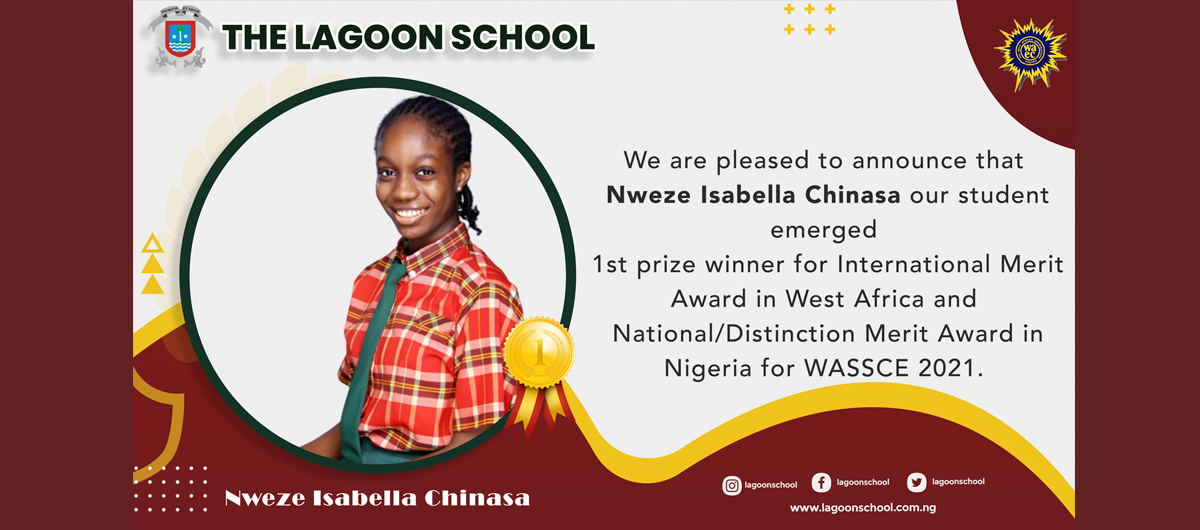 THE LAGOON SCHOOL
waec
We are pleased to announce that
Nweze Isabella Chinasa our student
emerged
1st prize winner for International Merit
Award in West Africa and
National/Distinction Merit Award in
Nigeria for WASSCE 2021.
1
Nweze Isabella Chinasa
lagoonschool lagoonschool lagoonschool
www.lagoonschool.com.ng